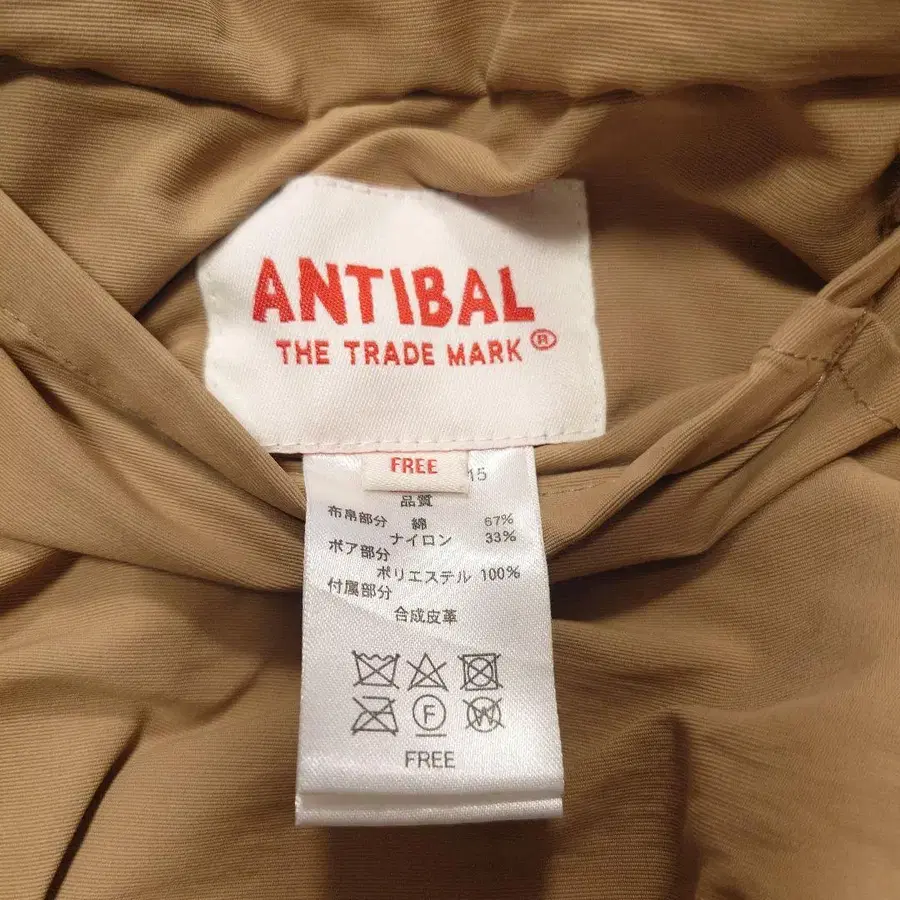 ANTIBAL
THE TRADE MARK ®
FREE
15
品質
布帛部分 綿 67%
ナイロン 33%
ボア部分
ポリエステル 100%
付属部分
合成皮革
F W
FREE